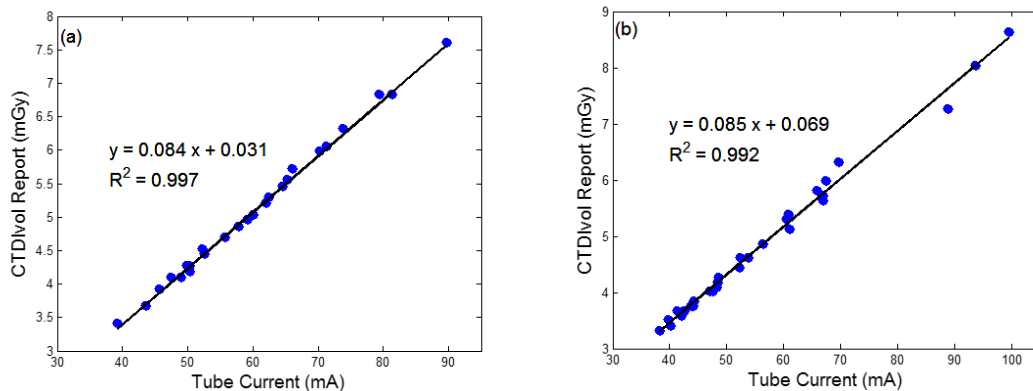 (a)
CTDIvol Report (mGy)
8
7.5
7
6.5
6
5.5
5
4.5
4
3.5
3
y = 0.084 x + 0.031
R² = 0.997
30 40 50 60 70 80 90
Tube Current (mA)
(b)
CTDIvol Report (mGy)
9
8
7
6
5
4
3
y = 0.085 x + 0.069
R² = 0.992
30 40 50 60 70 80 90 100
Tube Current (mA)